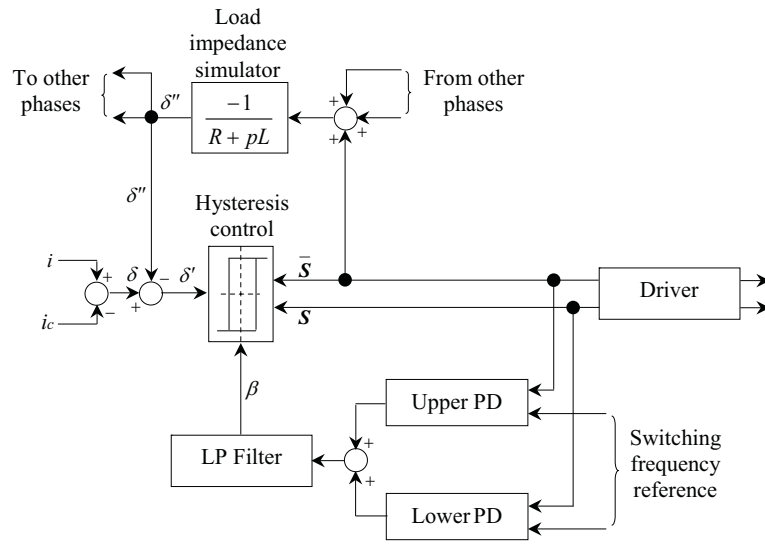 Load
impedance
simulator
To other
phases
From other
phases
δ″
−1
R + pL
+
+
+
δ″
Hysteresis
control
i
+
δ
−
δ′
S̄
ic
−
+
S
Driver
β
Upper PD
LP Filter
+
+
Switching
frequency
reference
Lower PD